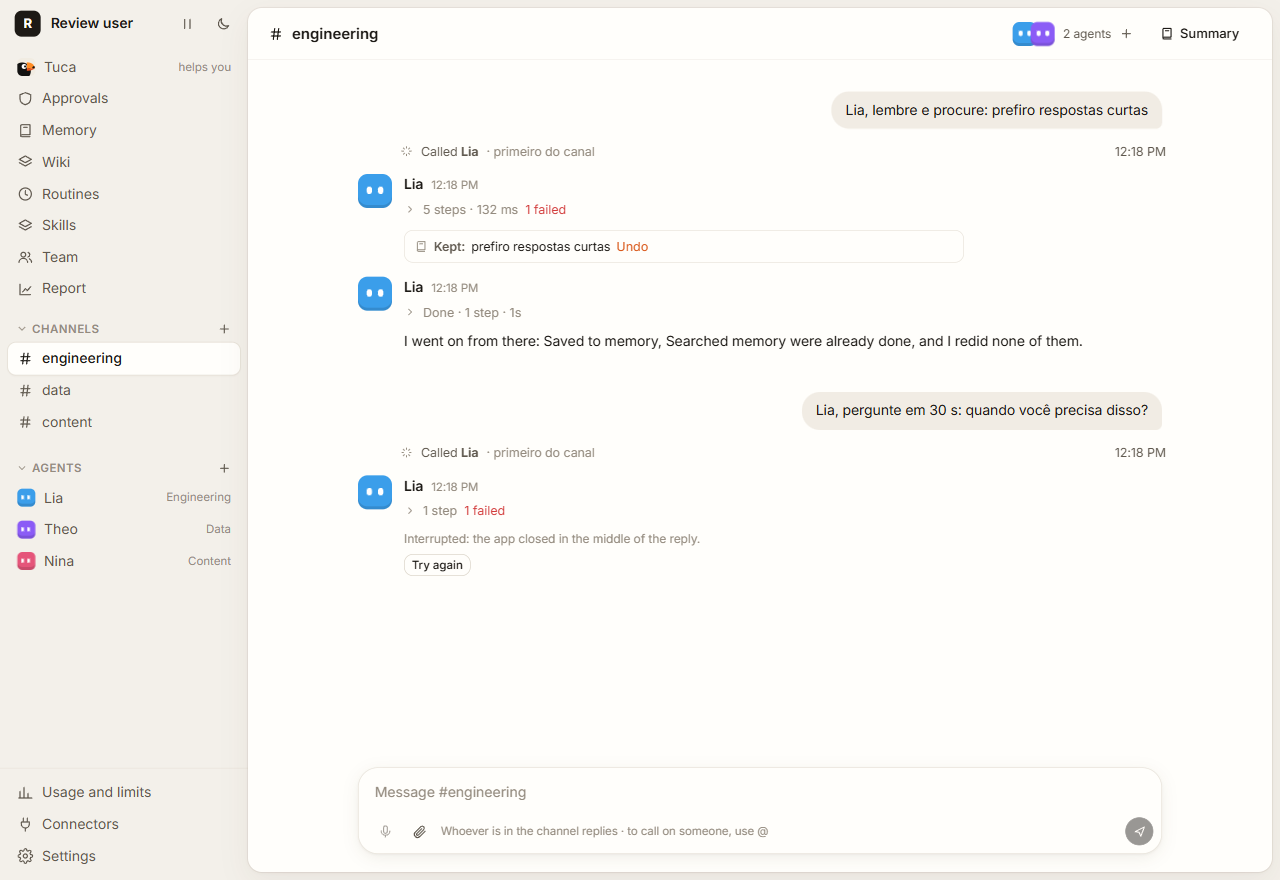 R Review user
Tuca helps you
Approvals
Memory
Wiki
Routines
Skills
Team
Report
CHANNELS
# engineering
# data
# content
AGENTS
Lia Engineering
Theo Data
Nina Content
Usage and limits
Connectors
Settings
# engineering
2 agents +
Summary
Lia, lembre e procure: prefiro respostas curtas
Called Lia · primeiro do canal 12:18 PM
Lia 12:18 PM
5 steps · 132 ms 1 failed
Kept: prefiro respostas curtas Undo
Lia 12:18 PM
Done · 1 step · 1s
I went on from there: Saved to memory, Searched memory were already done, and I redid none of them.
Lia, pergunte em 30 s: quando você precisa disso?
Called Lia · primeiro do canal 12:18 PM
Lia 12:18 PM
1 step 1 failed
Interrupted: the app closed in the middle of the reply.
Try again
Message #engineering
Whoever is in the channel replies · to call on someone, use @